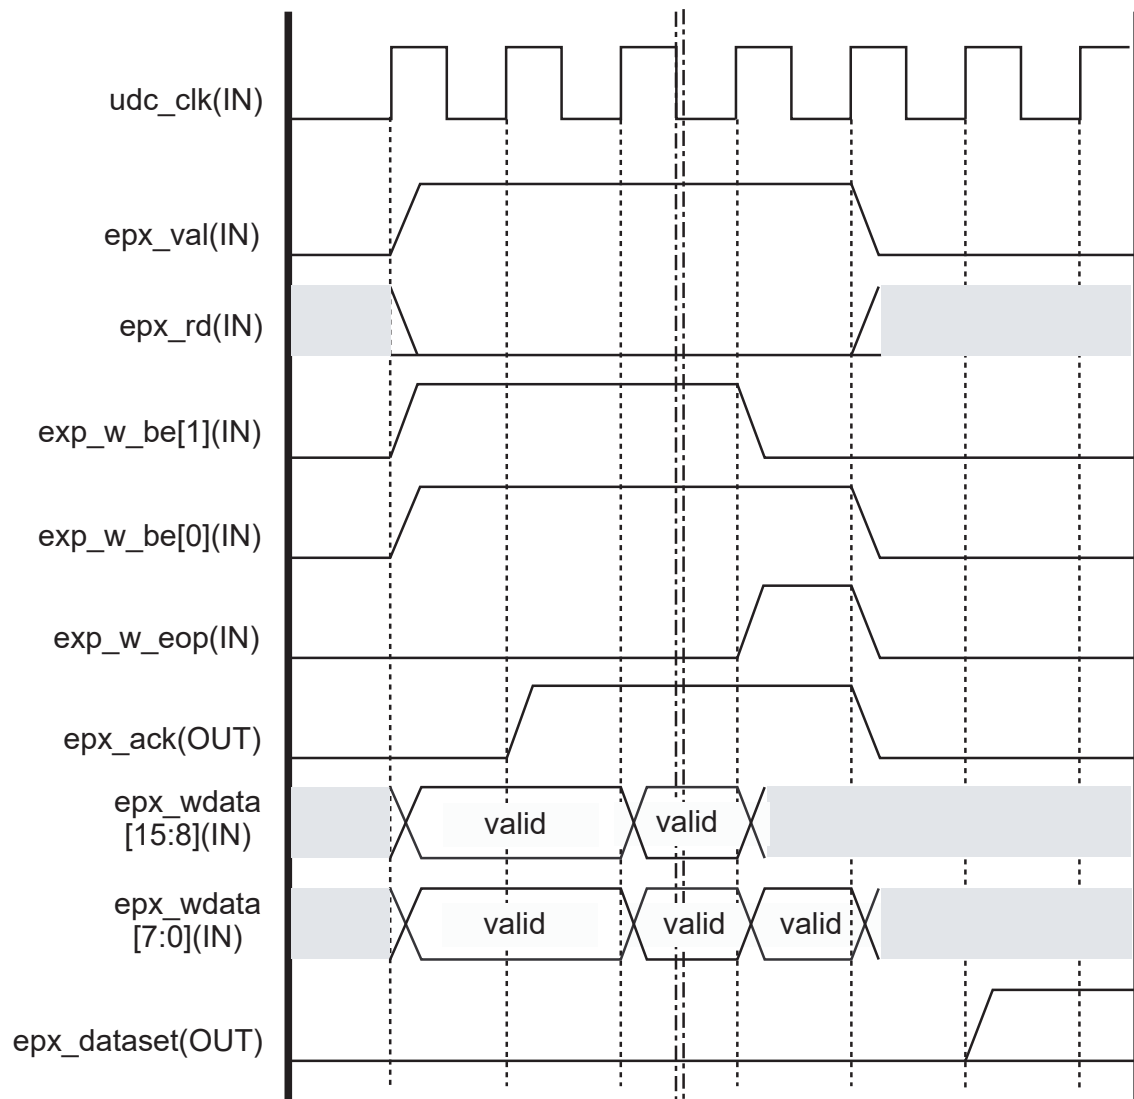 udc_clk(IN)
epx_val(IN)
epx_rd(IN)
exp_w_be[1](IN)
exp_w_be[0](IN)
exp_w_eop(IN)
epx_ack(OUT)
epx_wdata
[15:8](IN)
valid
valid
epx_wdata
[7:0](IN)
valid
valid
valid
epx_dataset(OUT)